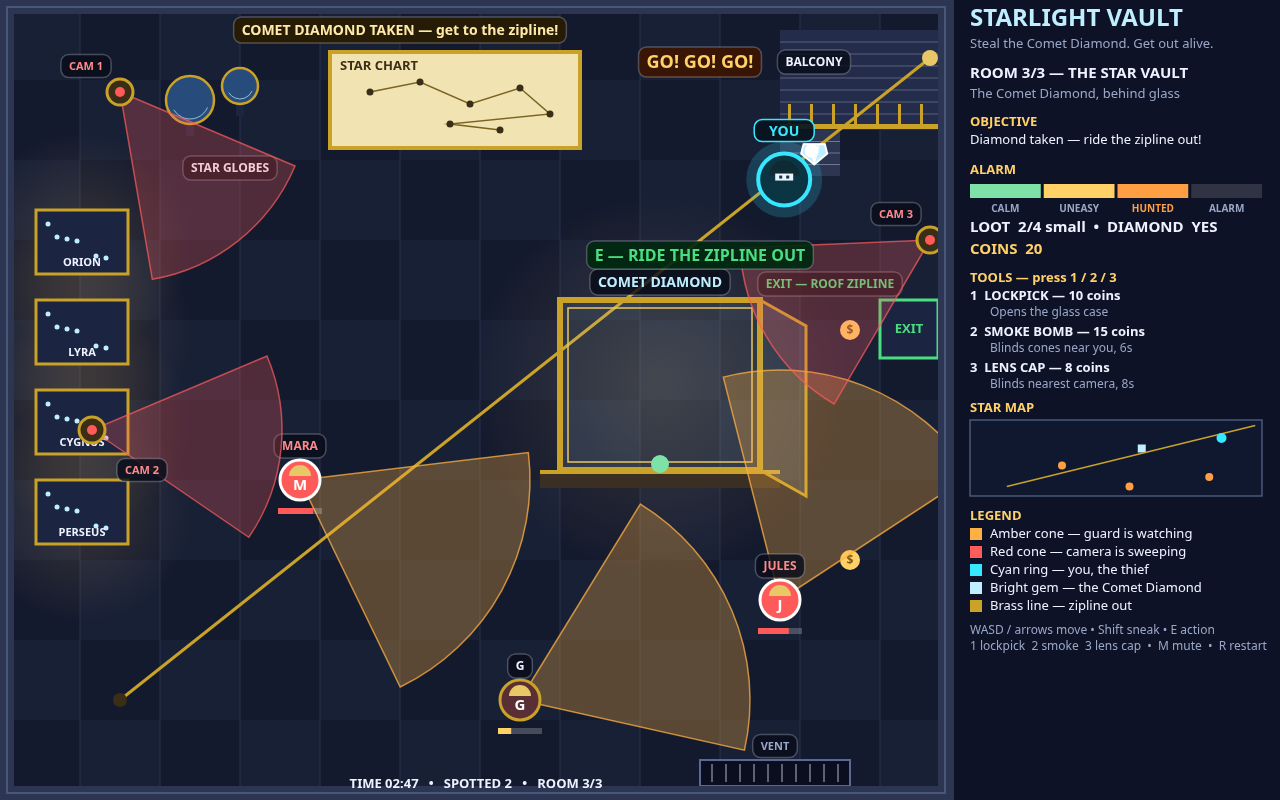 COMET DIAMOND TAKEN — get to the zipline!
CAM 1
STAR CHART
GO! GO! GO!
BALCONY
YOU
STAR GLOBES
CAM 3
ORION
E — RIDE THE ZIPLINE OUT
COMET DIAMOND
EXIT — ROOF ZIPLINE
$
EXIT
LYRA
CYGNUS
CAM 2
MARA
M
PERSEUS
JULES
$
J
G
G
VENT
TIME 02:47 • SPOTTED 2 • ROOM 3/3
STARLIGHT VAULT
Steal the Comet Diamond. Get out alive.
ROOM 3/3 — THE STAR VAULT
The Comet Diamond, behind glass
OBJECTIVE
Diamond taken — ride the zipline out!
ALARM
CALM UNEASY HUNTED ALARM
LOOT 2/4 small • DIAMOND YES
COINS 20
TOOLS — press 1 / 2 / 3
1 LOCKPICK — 10 coins
Opens the glass case
2 SMOKE BOMB — 15 coins
Blinds cones near you, 6s
3 LENS CAP — 8 coins
Blinds nearest camera, 8s
STAR MAP
LEGEND
Amber cone — guard is watching
Red cone — camera is sweeping
Cyan ring — you, the thief
Bright gem — the Comet Diamond
Brass line — zipline out
WASD / arrows move • Shift sneak • E action
1 lockpick 2 smoke 3 lens cap • M mute • R restart